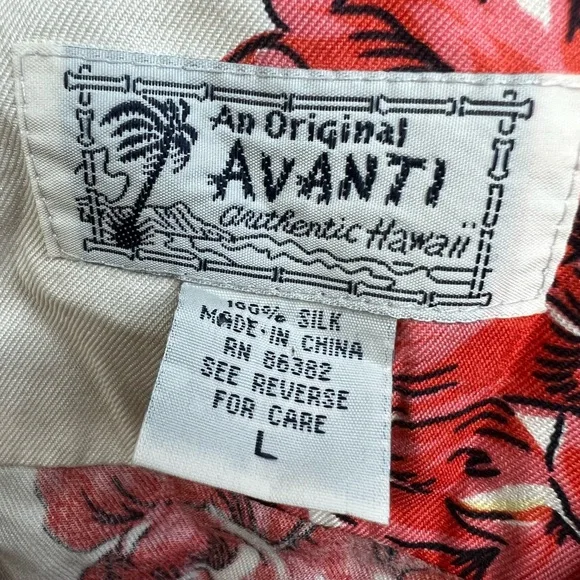 An Original
AVANTI
authentic Hawaii
100% SILK
MADE IN CHINA
RN 86382
SEE REVERSE
FOR CARE
L